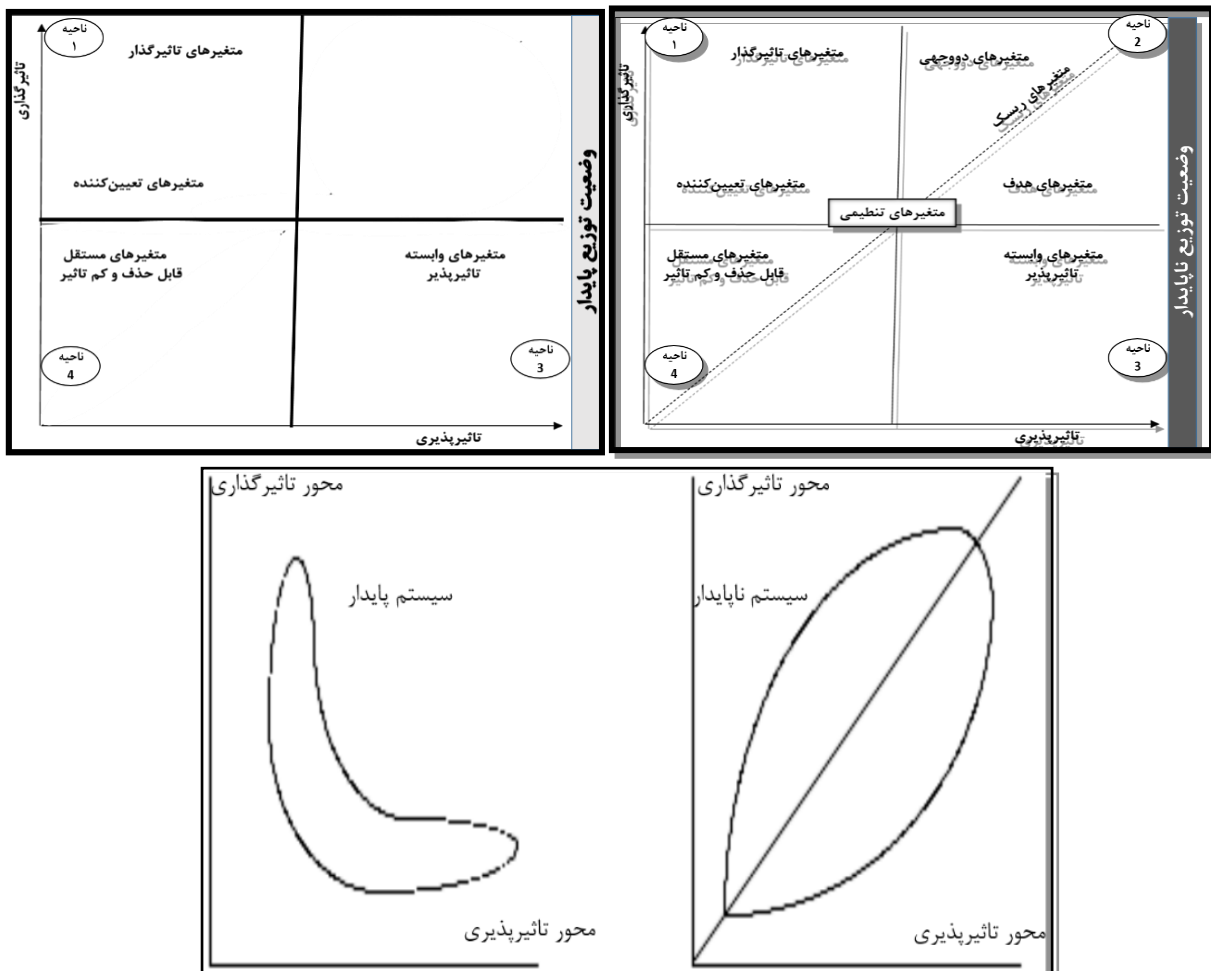 ناحیه
۱
متغیرهای تاثیرگذار
تاثیرگذاری
متغیرهای تعیین‌کننده
متغیرهای مستقل
قابل حذف و کم تاثیر
متغیرهای وابسته
تاثیرپذیر
ناحیه
4
ناحیه
3
تاثیرپذیری
وضعیت توزیع پایدار
ناحیه
۱
متغیرهای تاثیرگذار
متغیرهای دووجهی
ناحیه
2
متغیرهای ریسک
تاثیرگذاری
متغیرهای تعیین‌کننده
متغیرهای هدف
متغیرهای تنطیمی
متغیرهای مستقل
قابل حذف و کم تاثیر
متغیرهای وابسته
تاثیرپذیر
ناحیه
4
ناحیه
3
تاثیرپذیری
وضعیت توزیع ناپایدار
محور تاثیرگذاری
سیستم پایدار
محور تاثیرپذیری
محور تاثیرگذاری
سیستم ناپایدار
محور تاثیرپذیری